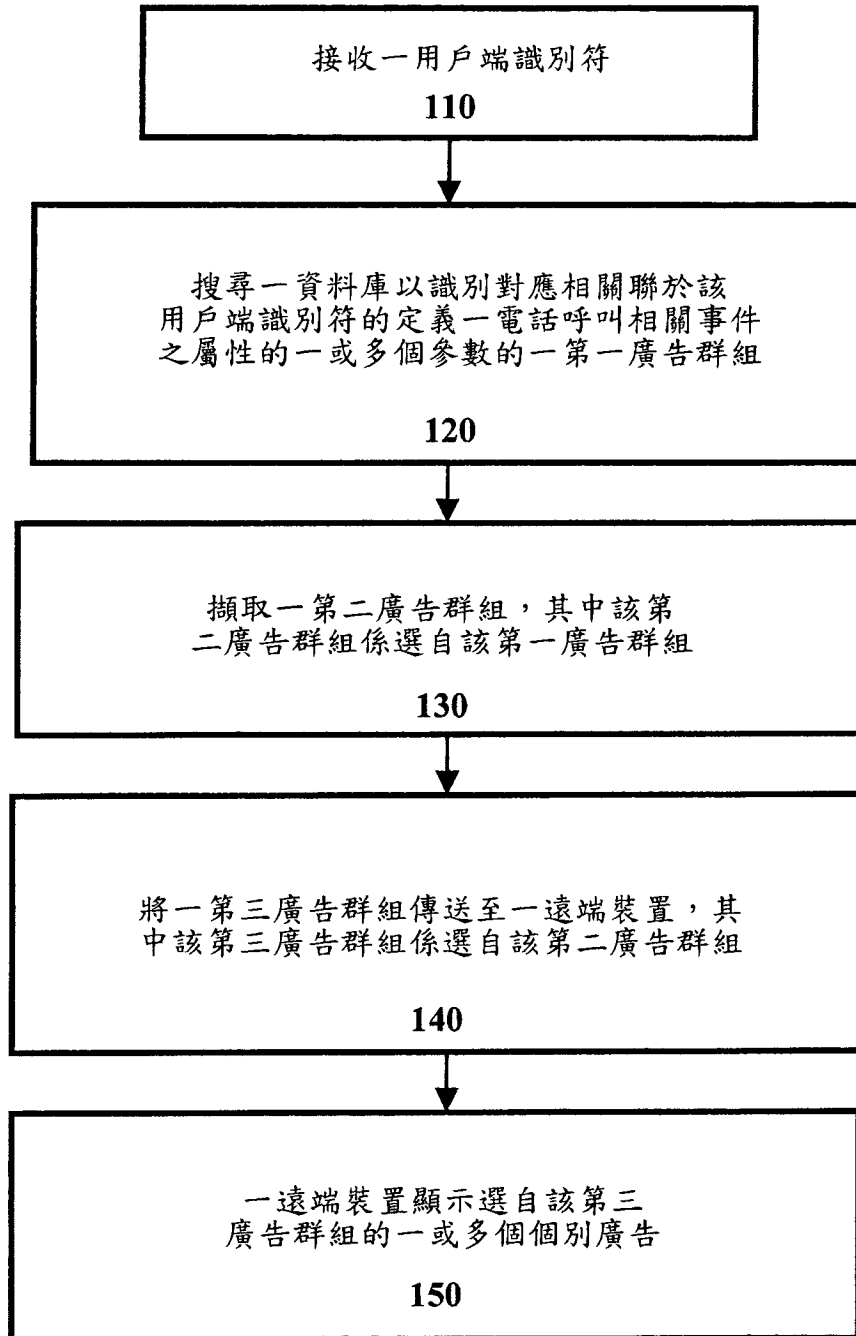 接收一用戶端識別符
110
搜尋一資料庫以識別對應相關聯於該
用戶端識別符的定義一電話呼叫相關事件
之屬性的一或多個參數的一第一廣告群組
120
擷取一第二廣告群組，其中該第
二廣告群組係選自該第一廣告群組
130
將一第三廣告群組傳送至一遠端裝置，其
中該第三廣告群組係選自該第二廣告群組
140
一遠端裝置顯示選自該第三
廣告群組的一或多個個別廣告
150